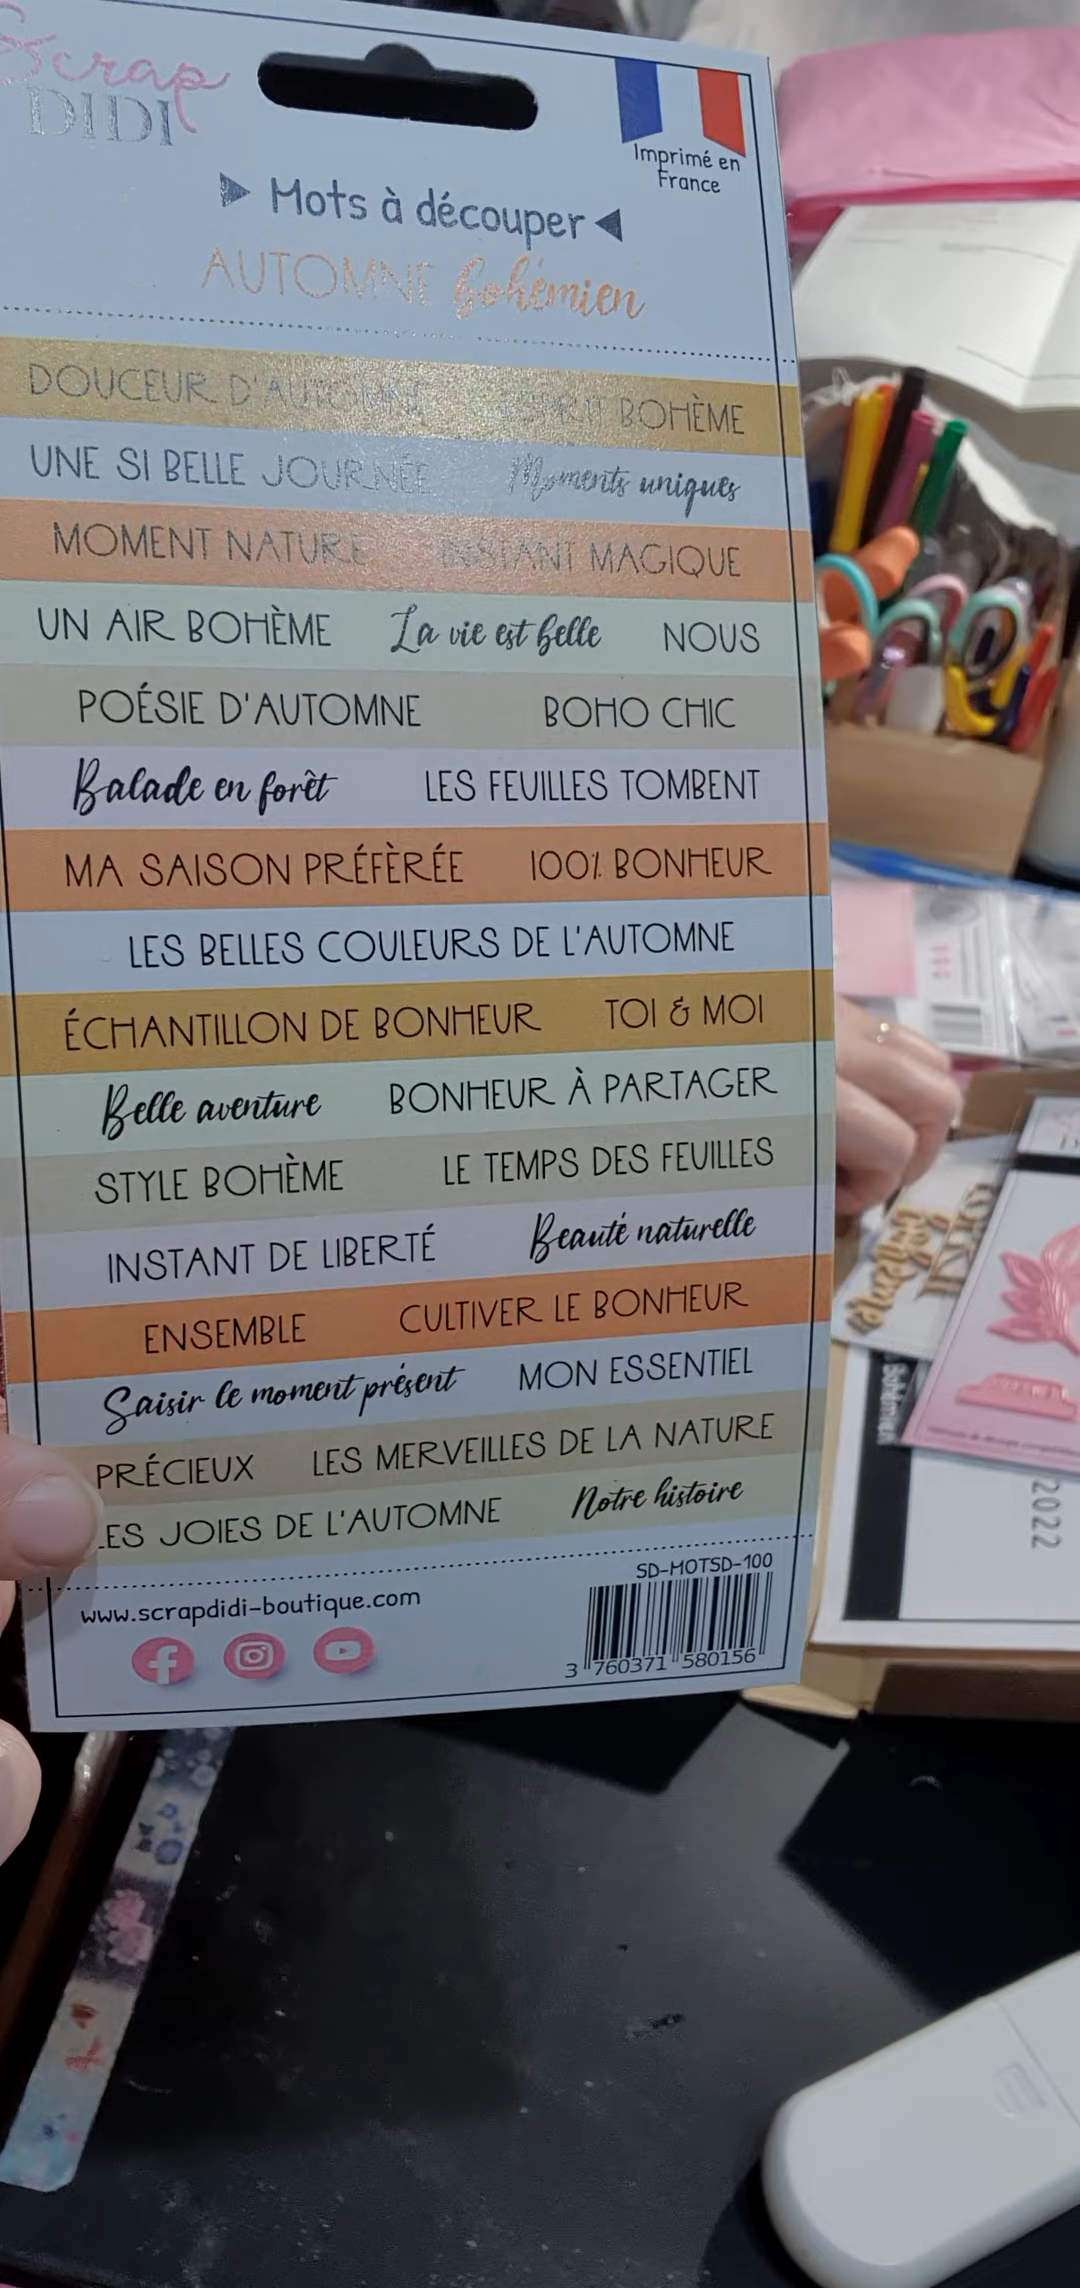 Scrap
DIDI
Imprimé en
France
Mots à découper
AUTOMNE bohémien
DOUCEUR D'AUTOMNE ESPRIT BOHÈME
UNE SI BELLE JOURNÉE Moments uniques
MOMENT NATURE INSTANT MAGIQUE
UN AIR BOHÈME La vie est belle NOUS
POÉSIE D'AUTOMNE BOHO CHIC
Balade en forêt LES FEUILLES TOMBENT
MA SAISON PRÉFÈRÉE 100% BONHEUR
LES BELLES COULEURS DE L'AUTOMNE
ÉCHANTILLON DE BONHEUR TOI & MOI
Belle aventure BONHEUR À PARTAGER
STYLE BOHÈME LE TEMPS DES FEUILLES
INSTANT DE LIBERTÉ Beauté naturelle
ENSEMBLE CULTIVER LE BONHEUR
Saisir le moment présent MON ESSENTIEL
PRÉCIEUX LES MERVEILLES DE LA NATURE
LES JOIES DE L'AUTOMNE Notre histoire
SD-MOTSD-100
www.scrapdidi-boutique.com
3 760371 580156
2022